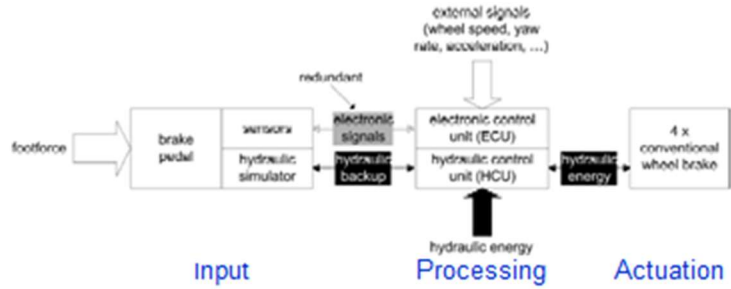 external signals
(wheel speed, yaw
rate, acceleration, ...)
redundant
footforce
brake
pedal
sensors
hydraulic
simulator
electronic
signals
hydraulic
backup
electronic control
unit (ECU)
hydraulic control
unit (HCU)
hydraulic
energy
4 x
conventional
wheel brake
hydraulic energy
Input
Processing
Actuation